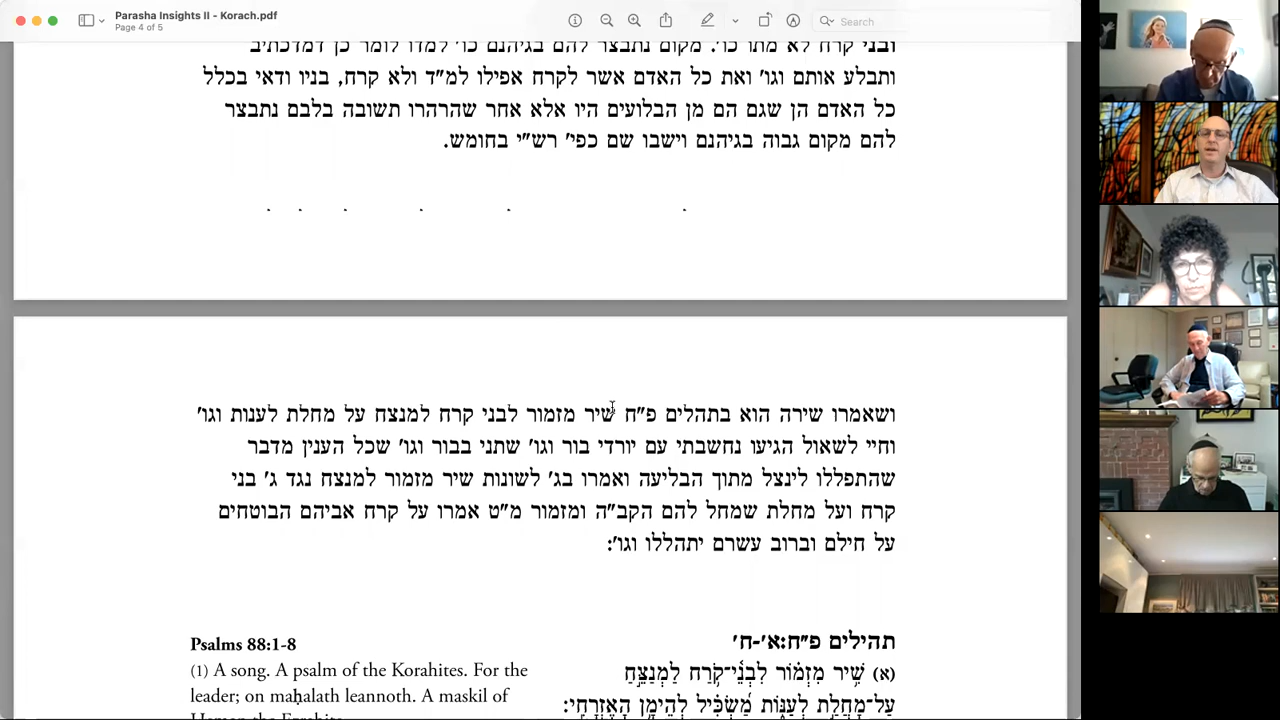 Parasha Insights II - Korach.pdf
Page 4 of 5
Search
ובני קרח לא מתו כו'. מקום נתבצר להם בגיהנם כו' למדו לומר כן דמדכתיב
ותבלע אותם וגו' ואת כל האדם אשר לקרח אפילו למ"ד ולא קרח, בניו ודאי בכלל
כל האדם הן שגם הם מן הבלועים היו אלא אחר שהרהרו תשובה בלבם נתבצר
להם מקום גבוה בגיהנם וישבו שם כפי' רש"י בחומש.
ושאמרו שירה הוא בתהלים פ"ח שיר מזמור לבני קרח למנצח על מחלת לענות וגו'
וחיי לשאול הגיעו נחשבתי עם יורדי בור וגו' שתני בבור וגו' שכל הענין מדבר
שהתפללו לינצל מתוך הבליעה ואמרו בג' לשונות שיר מזמור למנצח נגד ג' בני
קרח ועל מחלת שמחל להם הקב"ה ומזמור מ"ט אמרו על קרח אביהם הבוטחים
על חילם וברוב עשרם יתהללו וגו':
תהילים פ״ח:א׳-ח׳
(א) שִׁ֥יר מִזְמ֗וֹר לִבְנֵ֫י־קֹ֥רַח לַמְנַצֵּ֣חַ
עַל־מָחֲלַ֣ת לְעַנּ֑וֹת מַ֝שְׂכִּ֗יל לְהֵימָ֥ן הָאֶזְרָחִֽי׃
Psalms 88:1-8
(1) A song. A psalm of the Korahites. For the
leader; on maḥalath leannoth. A maskil of
Heman the Ezrahite.